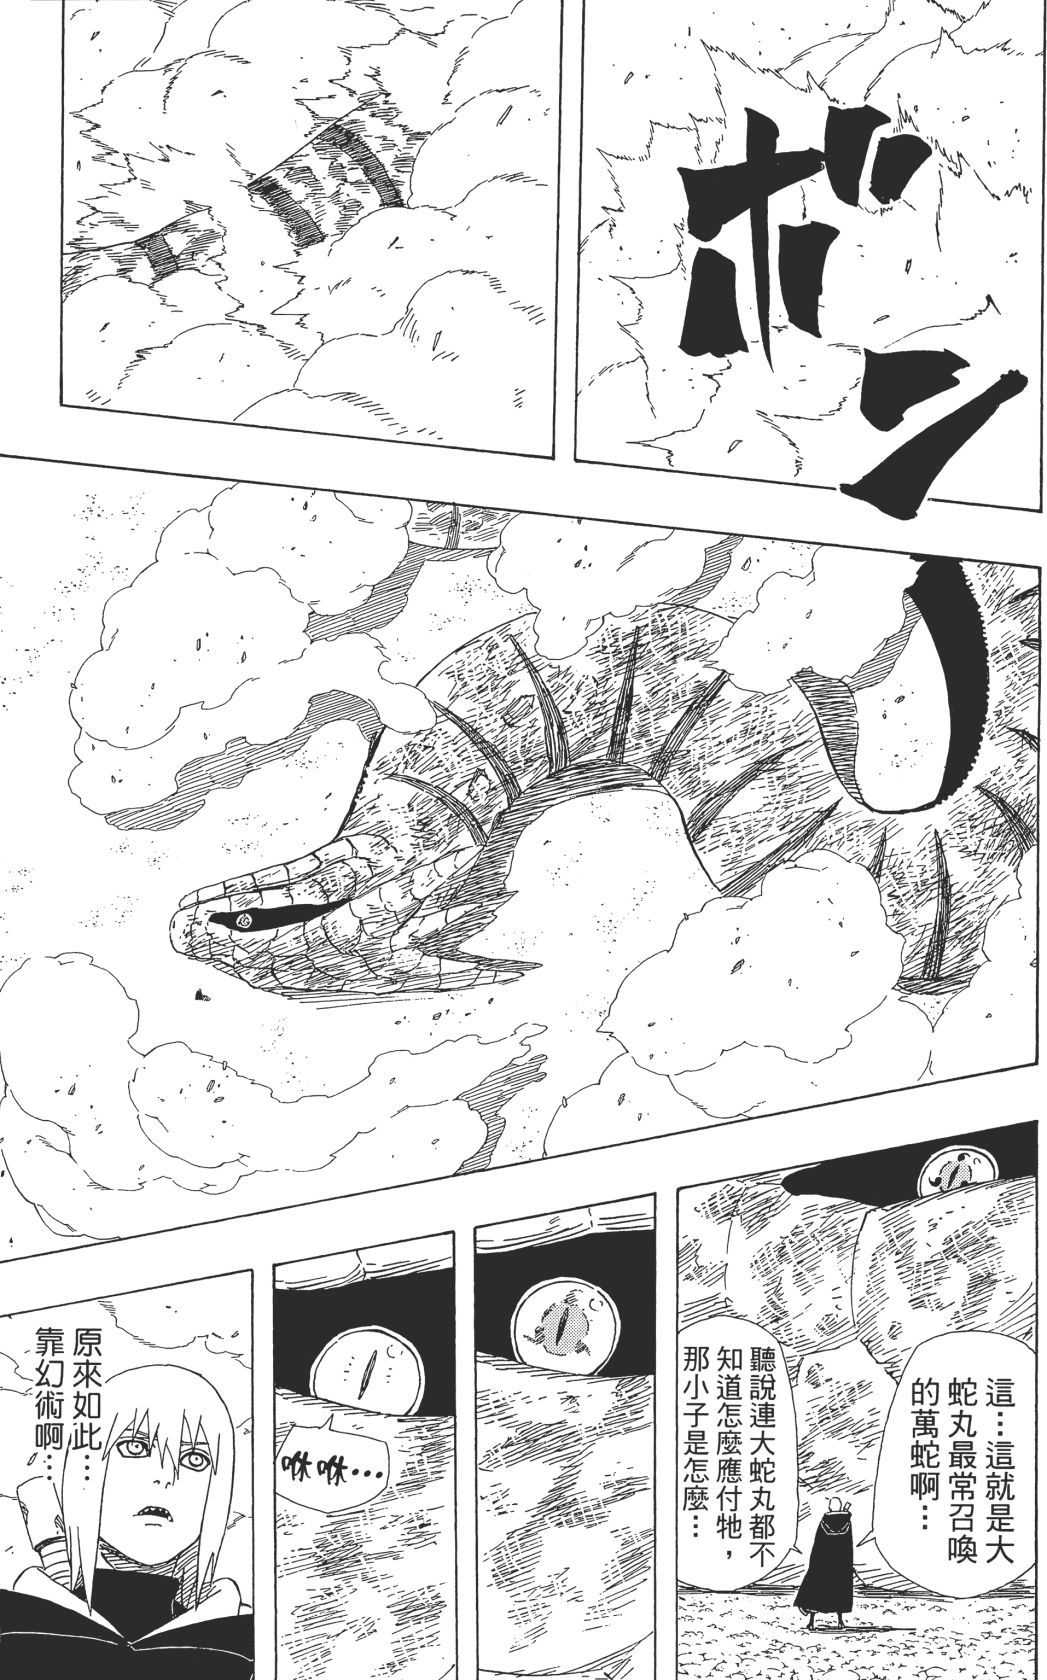 ボン
這…這就是大
蛇丸最常召喚
的萬蛇啊…
聽說連大蛇丸都不
知道怎麼應付牠，
那小子是怎麼…
咻咻…
原來如此…
靠幻術啊…